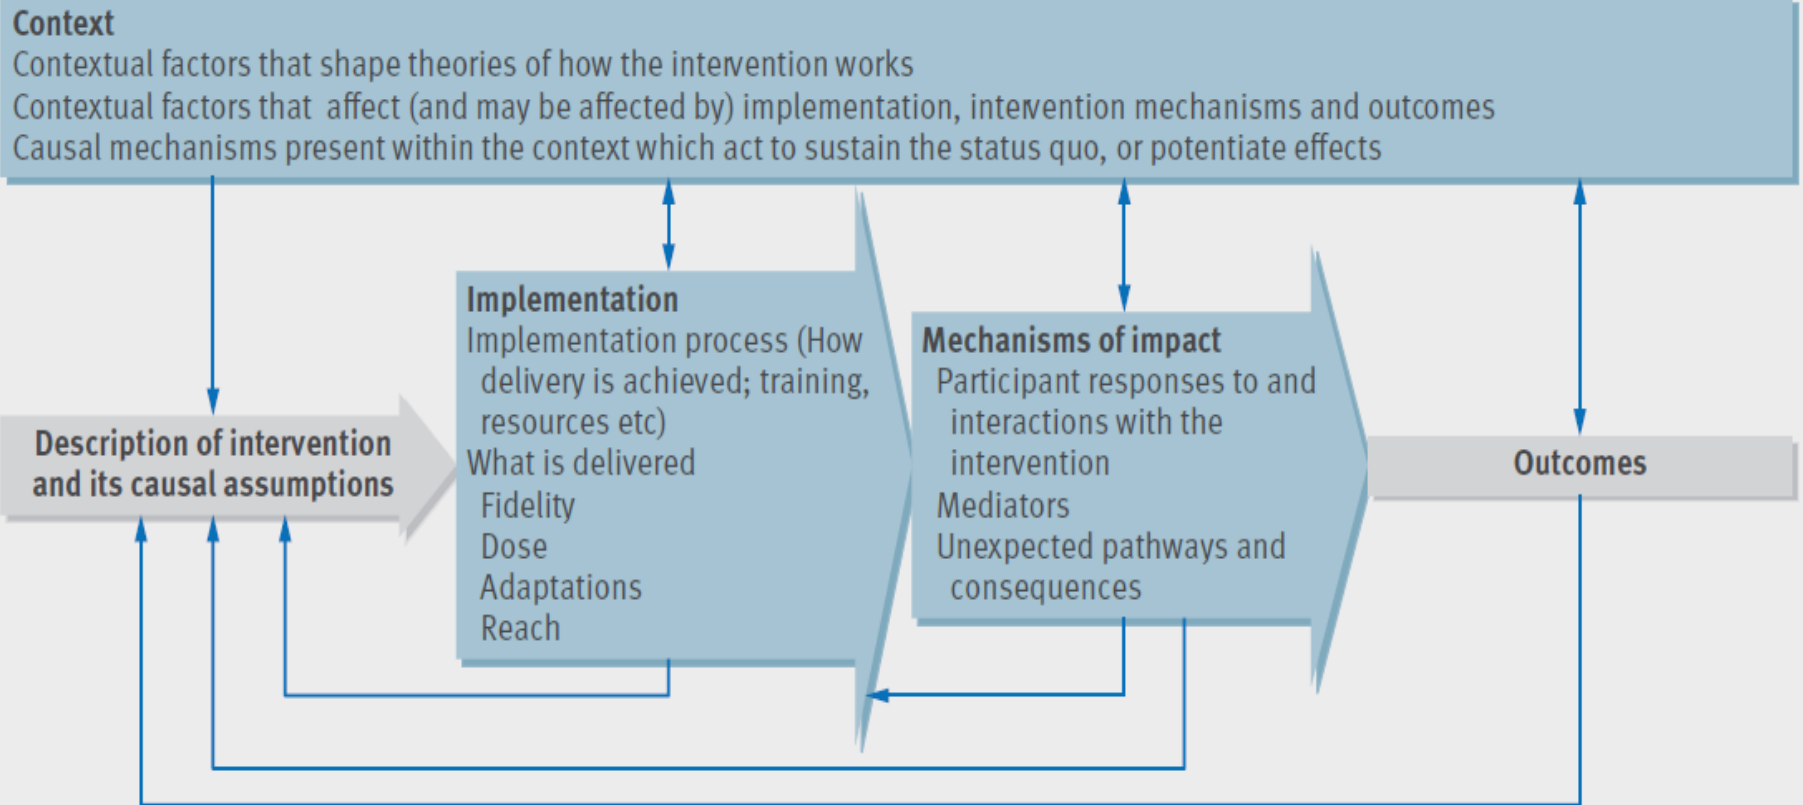 Context
Contextual factors that shape theories of how the intervention works
Contextual factors that affect (and may be affected by) implementation, intervention mechanisms and outcomes
Causal mechanisms present within the context which act to sustain the status quo, or potentiate effects
Description of intervention
and its causal assumptions
Implementation
Implementation process (How
delivery is achieved; training,
resources etc)
What is delivered
Fidelity
Dose
Adaptations
Reach
Mechanisms of impact
Participant responses to and
interactions with the
intervention
Mediators
Unexpected pathways and
consequences
Outcomes